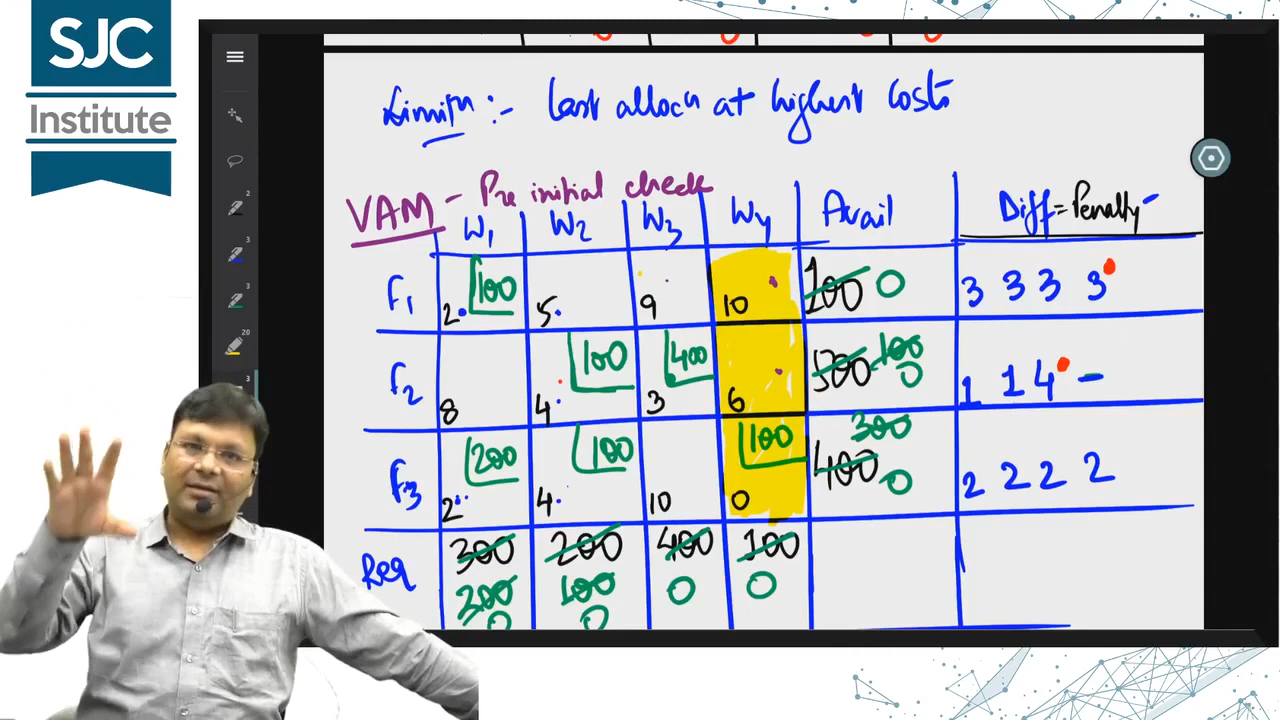 SJC
Institute
Limitn :- Last allocn at highest costs
VAM - Pre initial check
W1 W2 W3 W4 Avail Diff = Penalty
F1 2 100 5 9 10 100 0 3 3 3 3
F2 8 4 100 3 400 6 500 100 0 1 1 4 -
F3 2 200 4 100 10 0 100 400 300 0 2 2 2 2
Req 300 200 400 100
200 100 0 0
0 0